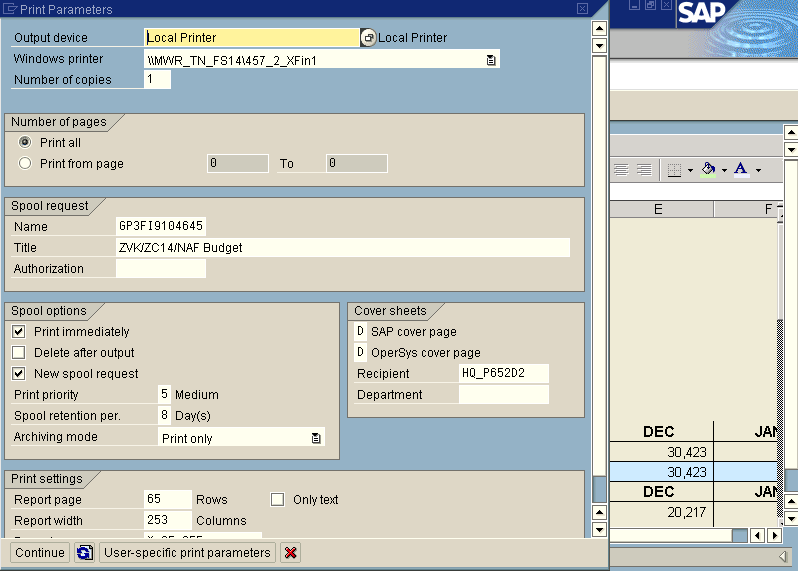 Print Parameters
SAP
Output device Local Printer Local Printer
Windows printer \\MWR_TN_FS14\457_2_XFin1
Number of copies 1
Number of pages
Print all
Print from page 0 To 0
Spool request
Name GP3FI9104645
Title ZVK/ZC14/NAF Budget
Authorization
Spool options
Print immediately
Delete after output
New spool request
Print priority 5 Medium
Spool retention per. 8 Day(s)
Archiving mode Print only
Cover sheets
D SAP cover page
D OperSys cover page
Recipient HQ_P652D2
Department
Print settings
Report page 65 Rows Only text
Report width 253 Columns
Continue User-specific print parameters
A
E F
DEC JAN
30,423
30,423
DEC JAN
20,217